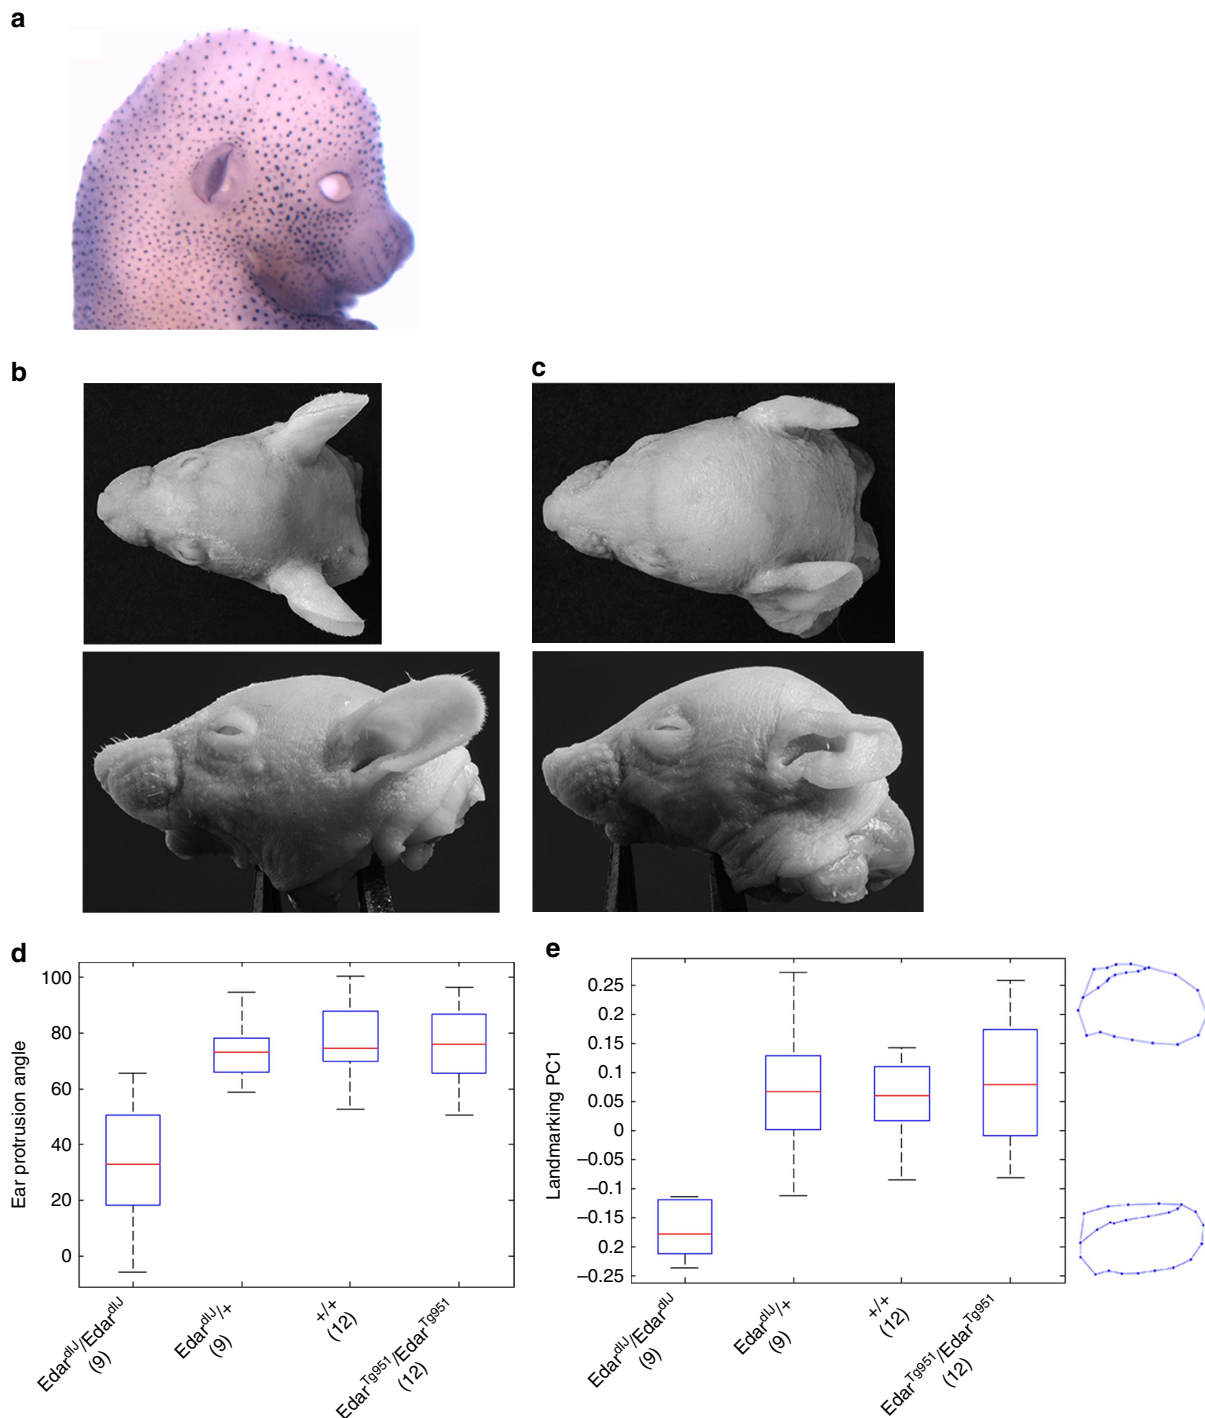 a
b
c
d
Ear protrusion angle
100
80
60
40
20
0
Edar^dlJ/Edar^dlJ
(9)
Edar^dlJ/+
(9)
+/+
(12)
Edar^Tg951/Edar^Tg951
(12)
e
Landmarking PC1
0.25
0.2
0.15
0.1
0.05
0
–0.05
–0.1
–0.15
0.2
–0.25
Edar^dlJ/Edar^dlJ
(9)
Edar^dlJ/+
(9)
+/+
(12)
Edar^Tg951/Edar^Tg951
(12)